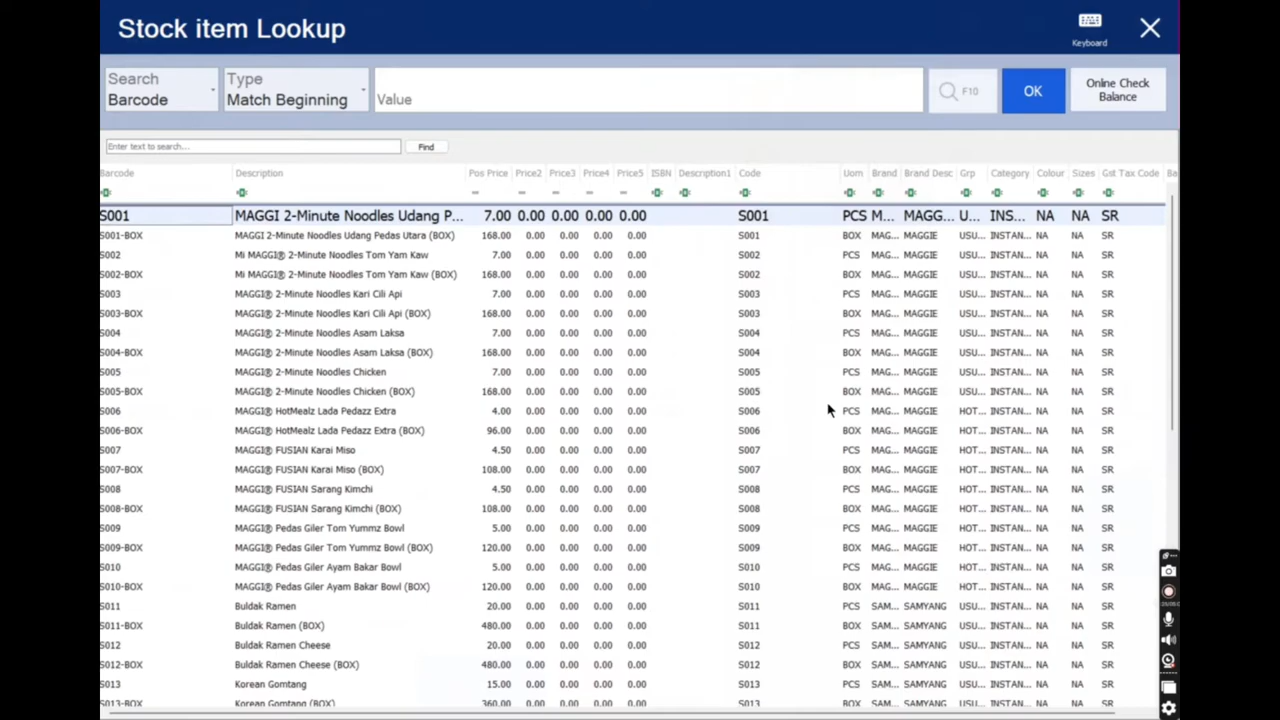 Stock item Lookup
Keyboard
Search
Barcode
Type
Match Beginning
Value
F10
OK
Online Check
Balance
Enter text to search...
Find
Barcode Description Pos Price Price2 Price3 Price4 Price5 ISBN Description1 Code Uom Brand Brand Desc Grp Category Colour Sizes Gst Tax Code Ba
S001 MAGGI 2-Minute Noodles Udang P... 7.00 0.00 0.00 0.00 0.00 S001 PCS M... MAGG... U... INS... NA NA SR
S001-BOX MAGGI 2-Minute Noodles Udang Pedas Utara (BOX) 168.00 0.00 0.00 0.00 0.00 S001 BOX MAG... MAGGIE USU... INSTAN... NA NA SR
S002 Mi MAGGI® 2-Minute Noodles Tom Yam Kaw 7.00 0.00 0.00 0.00 0.00 S002 PCS MAG... MAGGIE USU... INSTAN... NA NA SR
S002-BOX Mi MAGGI® 2-Minute Noodles Tom Yam Kaw (BOX) 168.00 0.00 0.00 0.00 0.00 S002 BOX MAG... MAGGIE USU... INSTAN... NA NA SR
S003 MAGGI® 2-Minute Noodles Kari Cili Api 7.00 0.00 0.00 0.00 0.00 S003 PCS MAG... MAGGIE USU... INSTAN... NA NA SR
S003-BOX MAGGI® 2-Minute Noodles Kari Cili Api (BOX) 168.00 0.00 0.00 0.00 0.00 S003 BOX MAG... MAGGIE USU... INSTAN... NA NA SR
S004 MAGGI® 2-Minute Noodles Asam Laksa 7.00 0.00 0.00 0.00 0.00 S004 PCS MAG... MAGGIE USU... INSTAN... NA NA SR
S004-BOX MAGGI® 2-Minute Noodles Asam Laksa (BOX) 168.00 0.00 0.00 0.00 0.00 S004 BOX MAG... MAGGIE USU... INSTAN... NA NA SR
S005 MAGGI® 2-Minute Noodles Chicken 7.00 0.00 0.00 0.00 0.00 S005 PCS MAG... MAGGIE USU... INSTAN... NA NA SR
S005-BOX MAGGI® 2-Minute Noodles Chicken (BOX) 168.00 0.00 0.00 0.00 0.00 S005 BOX MAG... MAGGIE USU... INSTAN... NA NA SR
S006 MAGGI® HotMealz Lada Pedazz Extra 4.00 0.00 0.00 0.00 0.00 S006 PCS MAG... MAGGIE HOT... INSTAN... NA NA SR
S006-BOX MAGGI® HotMealz Lada Pedazz Extra (BOX) 96.00 0.00 0.00 0.00 0.00 S006 BOX MAG... MAGGIE HOT... INSTAN... NA NA SR
S007 MAGGI® FUSIAN Karai Miso 4.50 0.00 0.00 0.00 0.00 S007 PCS MAG... MAGGIE HOT... INSTAN... NA NA SR
S007-BOX MAGGI® FUSIAN Karai Miso (BOX) 108.00 0.00 0.00 0.00 0.00 S007 BOX MAG... MAGGIE HOT... INSTAN... NA NA SR
S008 MAGGI® FUSIAN Sarang Kimchi 4.50 0.00 0.00 0.00 0.00 S008 PCS MAG... MAGGIE HOT... INSTAN... NA NA SR
S008-BOX MAGGI® FUSIAN Sarang Kimchi (BOX) 108.00 0.00 0.00 0.00 0.00 S008 BOX MAG... MAGGIE HOT... INSTAN... NA NA SR
S009 MAGGI® Pedas Giler Tom Yummz Bowl 5.00 0.00 0.00 0.00 0.00 S009 PCS MAG... MAGGIE HOT... INSTAN... NA NA SR
S009-BOX MAGGI® Pedas Giler Tom Yummz Bowl (BOX) 120.00 0.00 0.00 0.00 0.00 S009 BOX MAG... MAGGIE HOT... INSTAN... NA NA SR
S010 MAGGI® Pedas Giler Ayam Bakar Bowl 5.00 0.00 0.00 0.00 0.00 S010 PCS MAG... MAGGIE HOT... INSTAN... NA NA SR
S010-BOX MAGGI® Pedas Giler Ayam Bakar Bowl (BOX) 120.00 0.00 0.00 0.00 0.00 S010 BOX MAG... MAGGIE HOT... INSTAN... NA NA SR
S011 Buldak Ramen 20.00 0.00 0.00 0.00 0.00 S011 PCS SAM... SAMYANG USU... INSTAN... NA NA SR
S011-BOX Buldak Ramen (BOX) 480.00 0.00 0.00 0.00 0.00 S011 BOX SAM... SAMYANG USU... INSTAN... NA NA SR
S012 Buldak Ramen Cheese 20.00 0.00 0.00 0.00 0.00 S012 PCS SAM... SAMYANG USU... INSTAN... NA NA SR
S012-BOX Buldak Ramen Cheese (BOX) 480.00 0.00 0.00 0.00 0.00 S012 BOX SAM... SAMYANG USU... INSTAN... NA NA SR
S013 Korean Gomtang 15.00 0.00 0.00 0.00 0.00 S013 PCS SAM... SAMYANG USU... INSTAN... NA NA SR
S013-BOX Korean Gomtang (BOX) 360.00 0.00 0.00 0.00 0.00 S013 BOX SAM... SAMYANG USU... INSTAN... NA NA SR